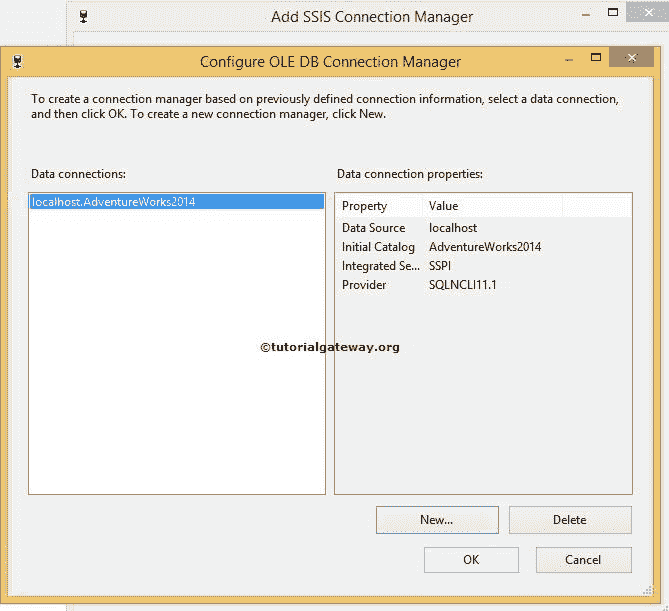 Add SSIS Connection Manager
Configure OLE DB Connection Manager
To create a connection manager based on previously defined connection information, select a data connection,
and then click OK. To create a new connection manager, click New.
Data connections:
Data connection properties:
localhost.AdventureWorks2014
Property Value
Data Source localhost
Initial Catalog AdventureWorks2014
Integrated Se... SSPI
Provider SQLNCLI11.1
©tutorialgateway.org
New... Delete
OK Cancel